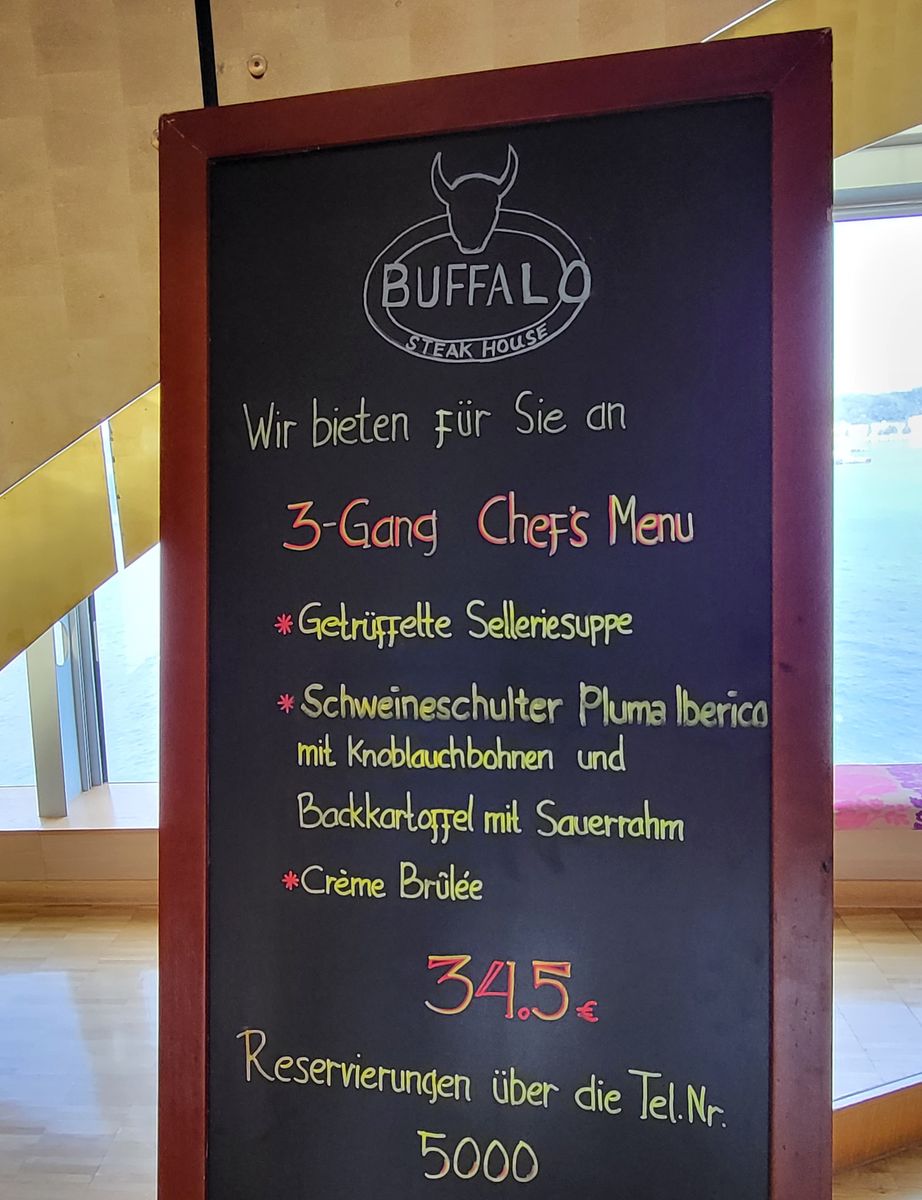 BUFFALO
STEAK HOUSE
Wir bieten für Sie an
3-Gang Chef's Menu
* Getrüffelte Selleriesuppe
* Schweineschulter Pluma Iberico
mit Knoblauchbohnen und
Backkartoffel mit Sauerrahm
* Crème Brûlée
34.5 €
Reservierungen über die Tel.Nr.
5000